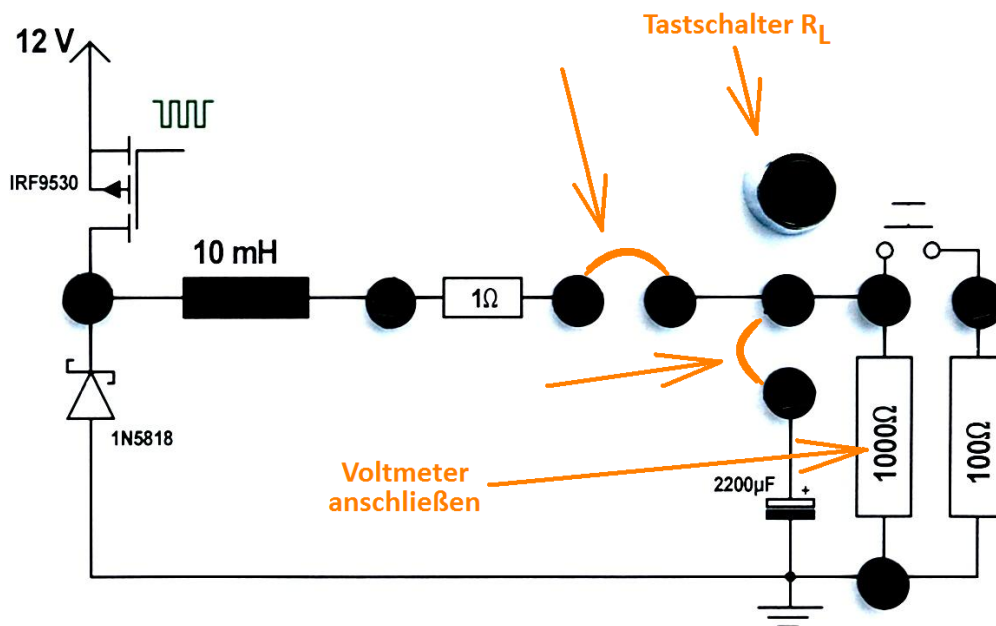 Tastschalter RL
12 V
IRF9530
10 mH
1Ω
1N5818
Voltmeter
anschließen
2200µF
+
1000Ω
100Ω